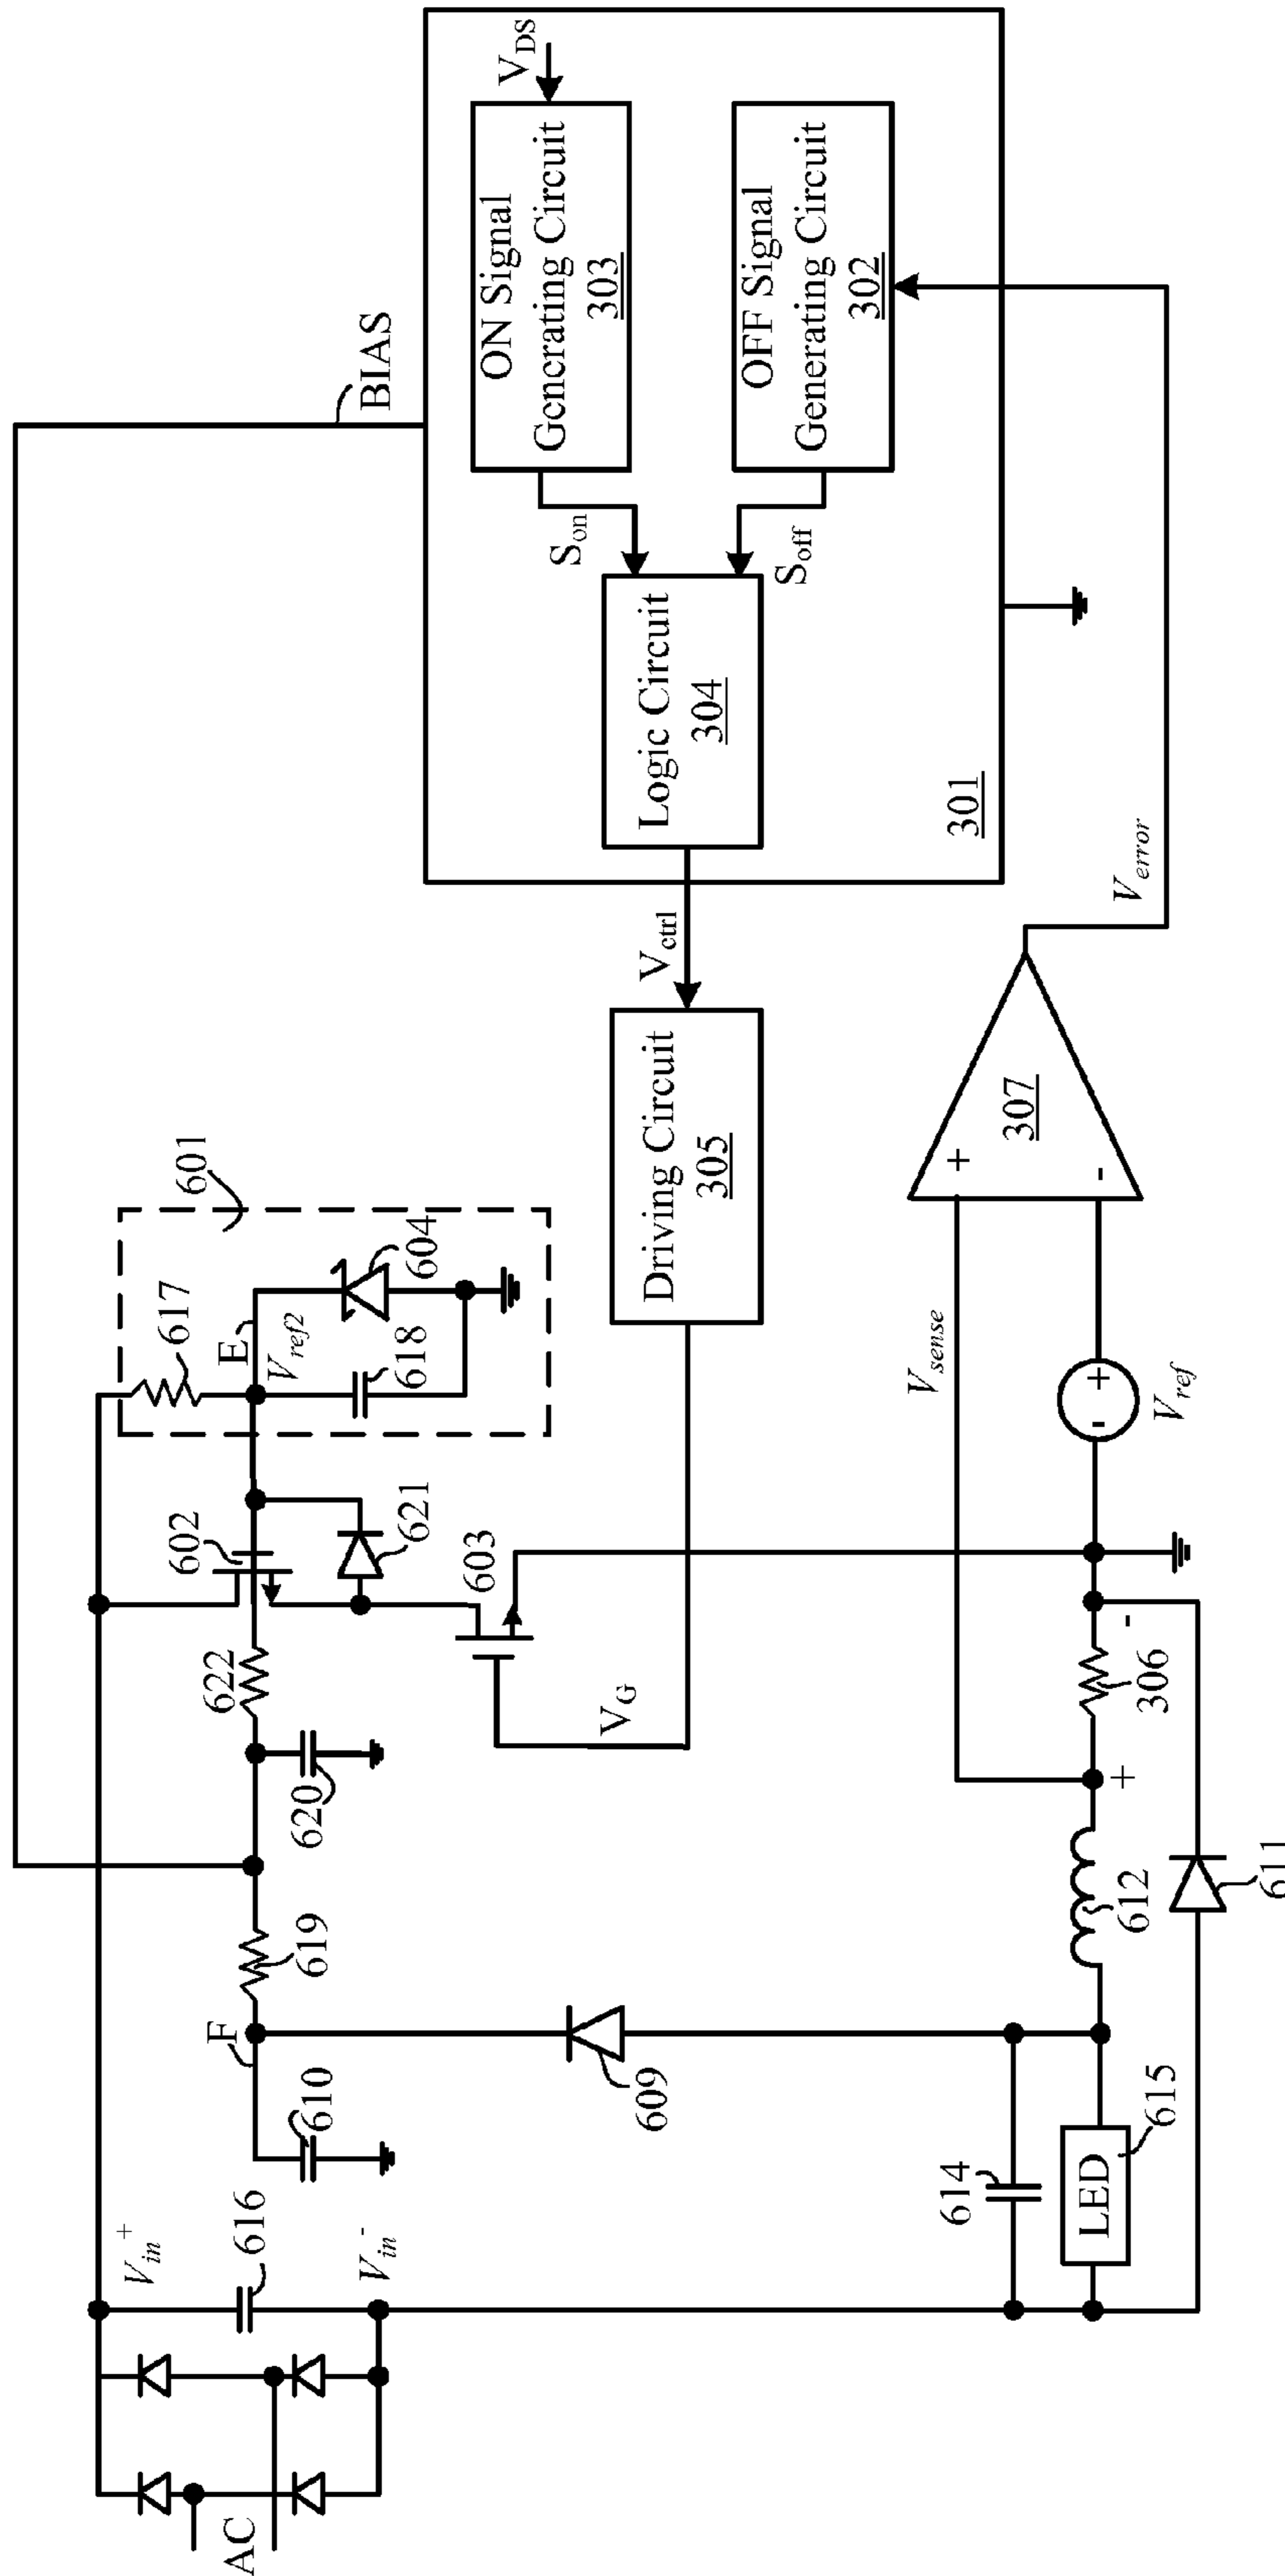 AC
V_in^+
616
V_in^-
F
610
619
609
614
LED
615
620
622
602
621
603
V_G
612
+
306
-
611
601
617
E
V_ref2
618
604
V_sense
-
+
V_ref
Driving Circuit
305
+
307
-
V_error
V_ctrl
BIAS
Logic Circuit
304
301
S_on
S_off
ON Signal
Generating Circuit
303
V_DS
OFF Signal
Generating Circuit
302